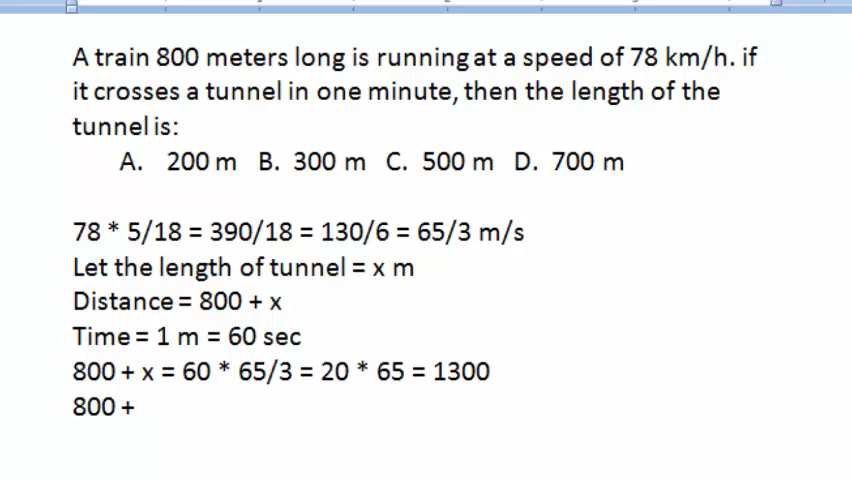 A train 800 meters long is running at a speed of 78 km/h. if
it crosses a tunnel in one minute, then the length of the
tunnel is:
A. 200 m B. 300 m C. 500 m D. 700 m
78 * 5/18 = 390/18 = 130/6 = 65/3 m/s
Let the length of tunnel = x m
Distance = 800 + x
Time = 1 m = 60 sec
800 + x = 60 * 65/3 = 20 * 65 = 1300
800 +